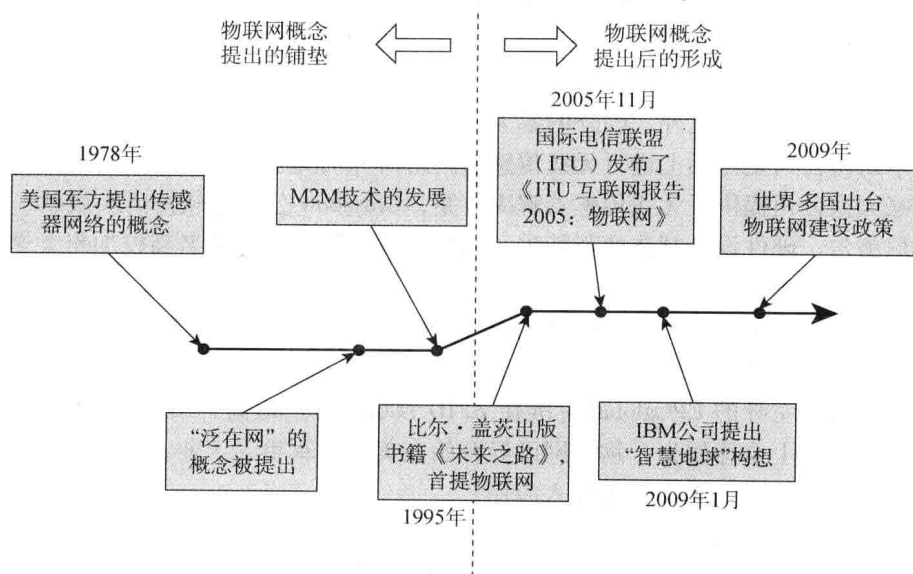 物联网概念
提出的铺垫
物联网概念
提出后的形成
1978年
美国军方提出传感
器网络的概念
M2M技术的发展
2005年11月
国际电信联盟
（ITU）发布了
《ITU 互联网报告
2005：物联网》
2009年
世界多国出台
物联网建设政策
“泛在网”的
概念被提出
比尔·盖茨出版
书籍《未来之路》，
首提物联网
1995年
IBM公司提出
“智慧地球”构想
2009年1月